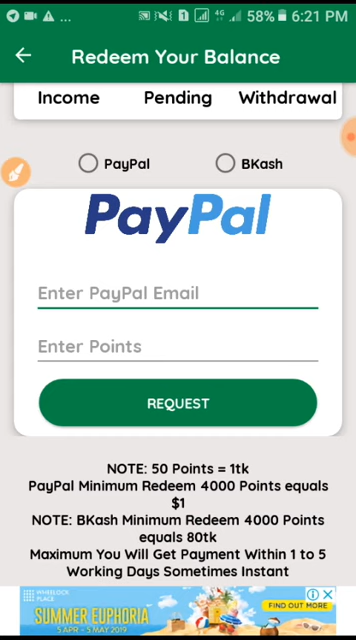 4G 58% 6:21 PM
Redeem Your Balance
Income Pending Withdrawal
PayPal BKash
PayPal
Enter PayPal Email
Enter Points
REQUEST
NOTE: 50 Points = 1tk
PayPal Minimum Redeem 4000 Points equals
$1
NOTE: BKash Minimum Redeem 4000 Points
equals 80tk
Maximum You Will Get Payment Within 1 to 5
Working Days Sometimes Instant
WHEELOCK
PLACE
SUMMER EUPHORIA
5 APR - 5 MAY 2019
FIND OUT MORE